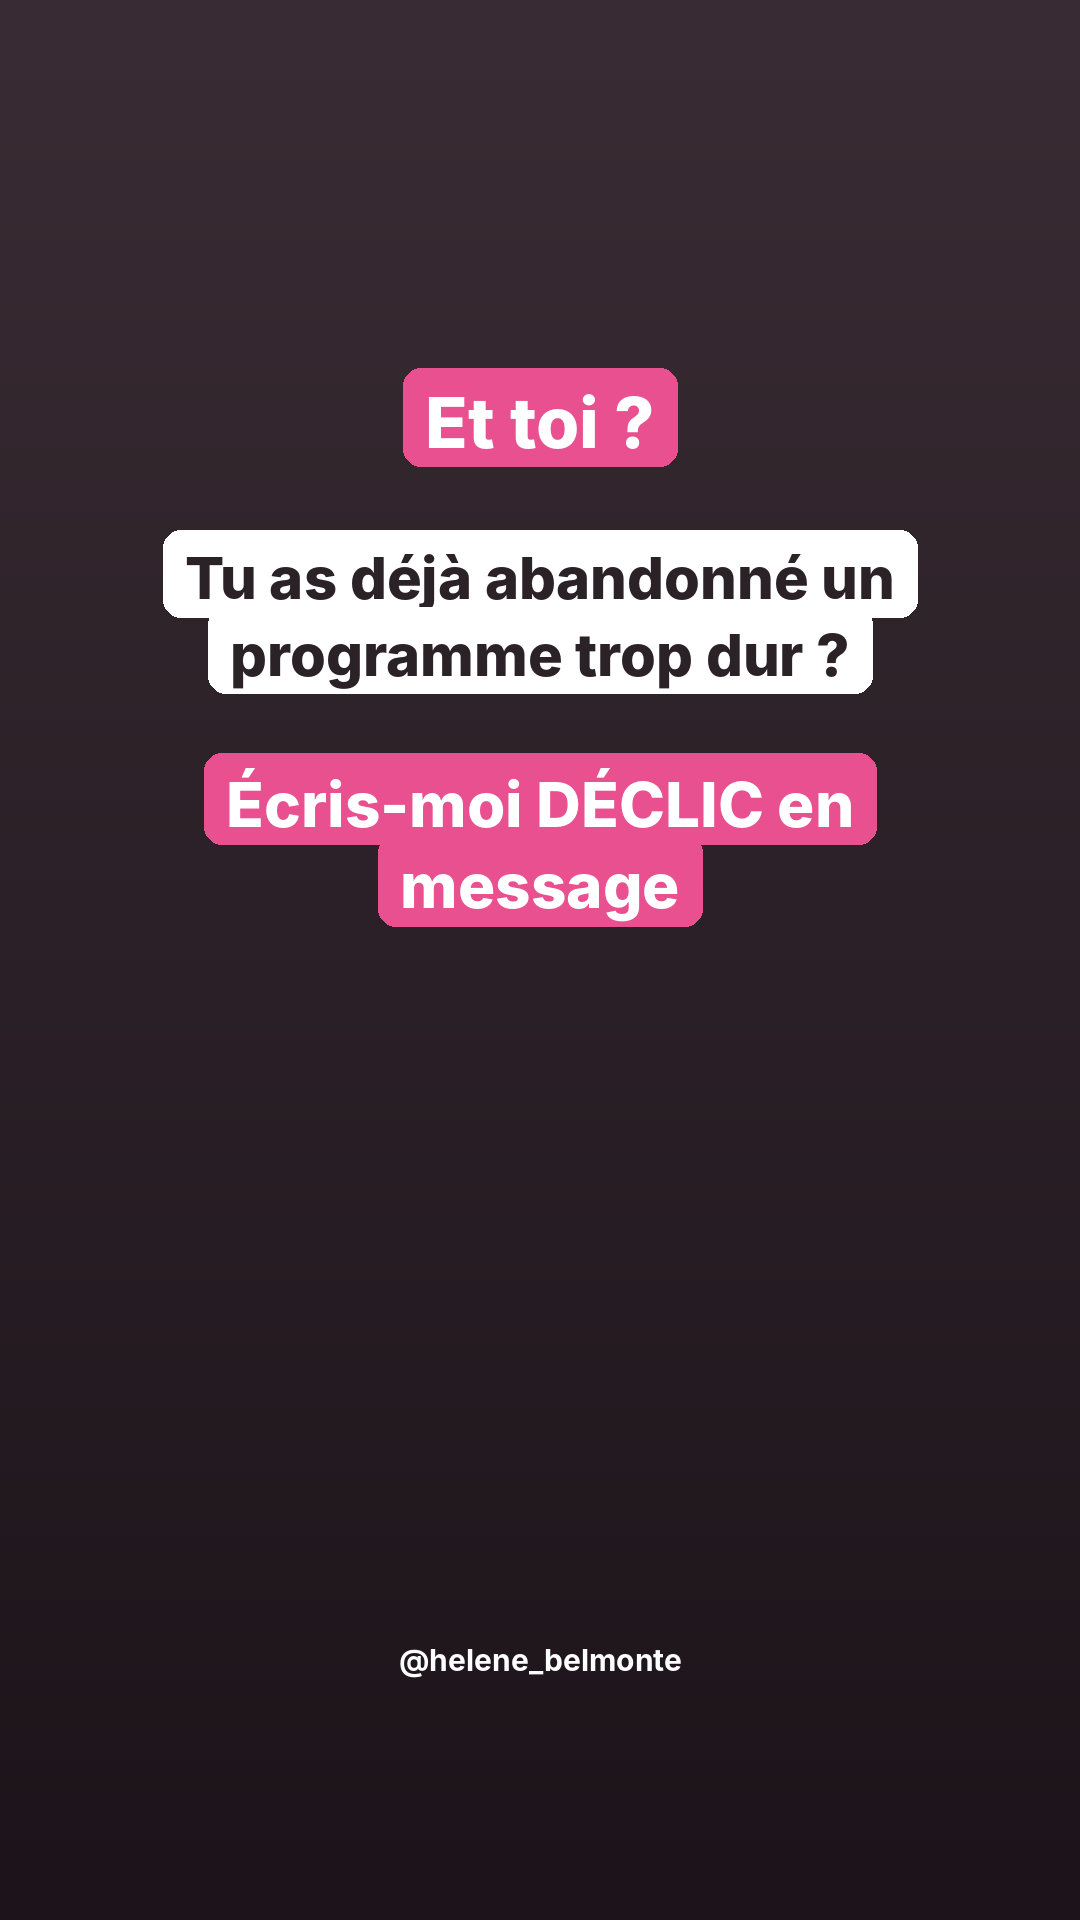 Et toi ?
Tu as déjà abandonné un
programme trop dur ?
Écris-moi DÉCLIC en
message
@helene_belmonte